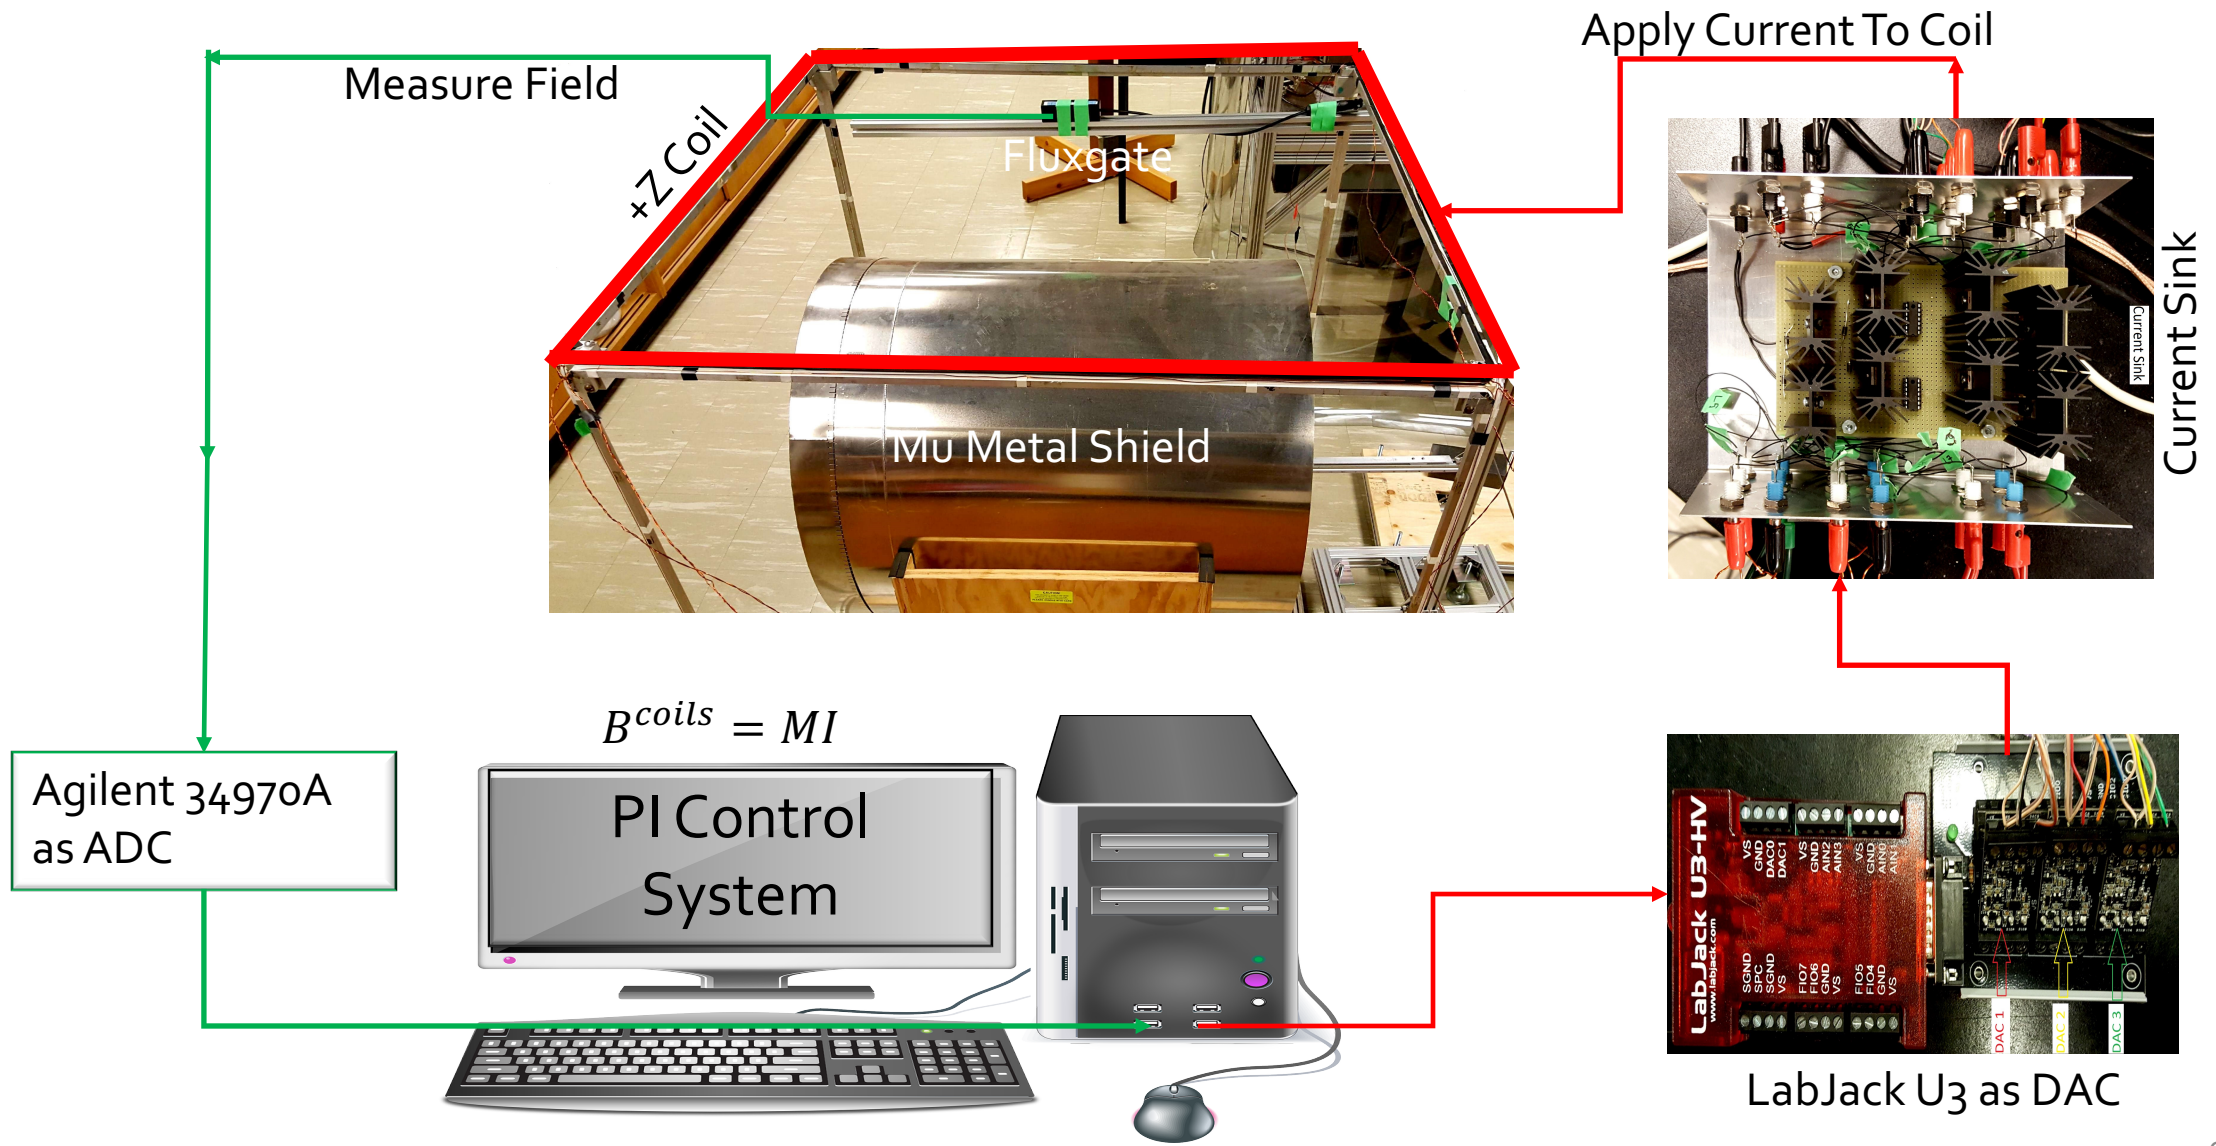 Apply Current To Coil
Measure Field
+Z Coil
Fluxgate
Mu Metal Shield
Current Sink
Current Sink
B^{coils} = MI
Agilent 34970A
as ADC
PI Control
System
LabJack U3-HV
www.labjack.com
VS
GND
DAC0
DAC1
VS
GND
AIN2
AIN3
VS
GND
AIN0
AIN1
SGND
SPC
SGND
VS
FIO7
FIO6
GND
VS
FIO5
FIO4
GND
VS
DAC 1
DAC 2
DAC 3
LabJack U3 as DAC